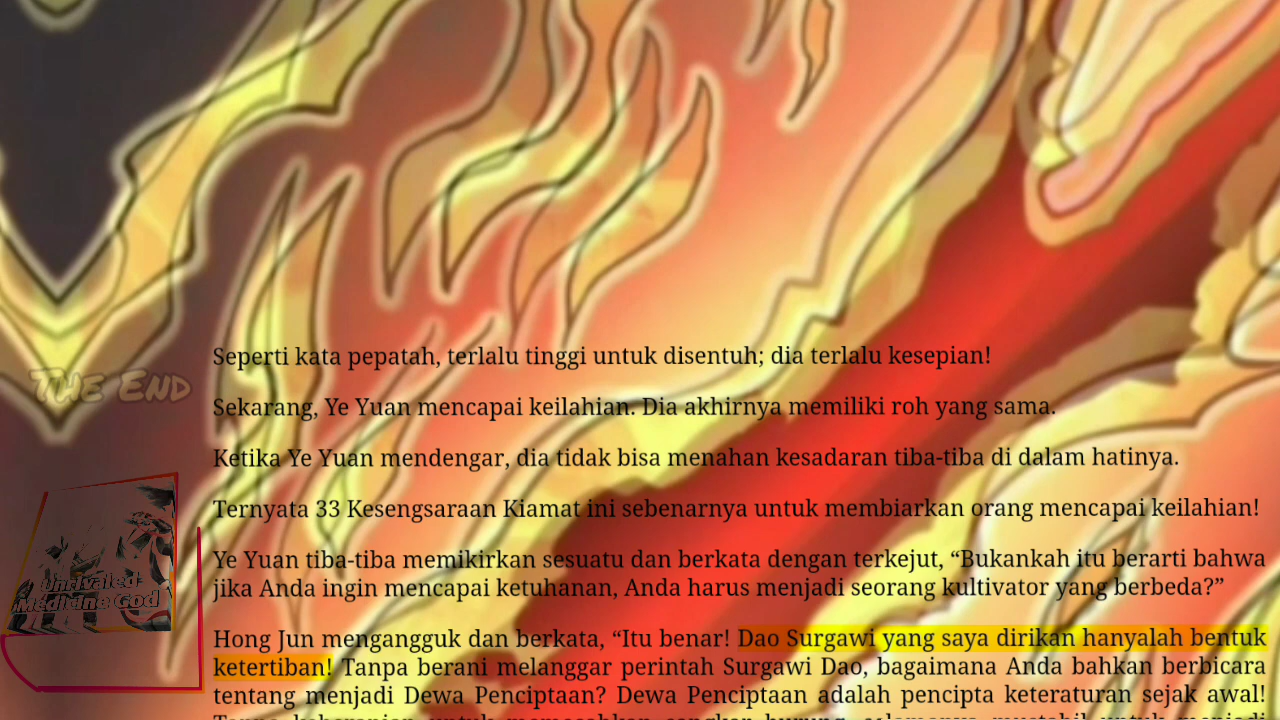 Seperti kata pepatah, terlalu tinggi untuk disentuh; dia terlalu kesepian!
Sekarang, Ye Yuan mencapai keilahian. Dia akhirnya memiliki roh yang sama.
The End
Ketika Ye Yuan mendengar, dia tidak bisa menahan kesadaran tiba-tiba di dalam hatinya.
Ternyata 33 Kesengsaraan Kiamat ini sebenarnya untuk membiarkan orang mencapai keilahian!
Ye Yuan tiba-tiba memikirkan sesuatu dan berkata dengan terkejut, “Bukankah itu berarti bahwa
jika Anda ingin mencapai ketuhanan, Anda harus menjadi seorang kultivator yang berbeda?”
Unrivaled
Medicine God
Hong Jun mengangguk dan berkata, “Itu benar! Dao Surgawi yang saya dirikan hanyalah bentuk
ketertiban! Tanpa berani melanggar perintah Surgawi Dao, bagaimana Anda bahkan berbicara
tentang menjadi Dewa Penciptaan? Dewa Penciptaan adalah pencipta keteraturan sejak awal!